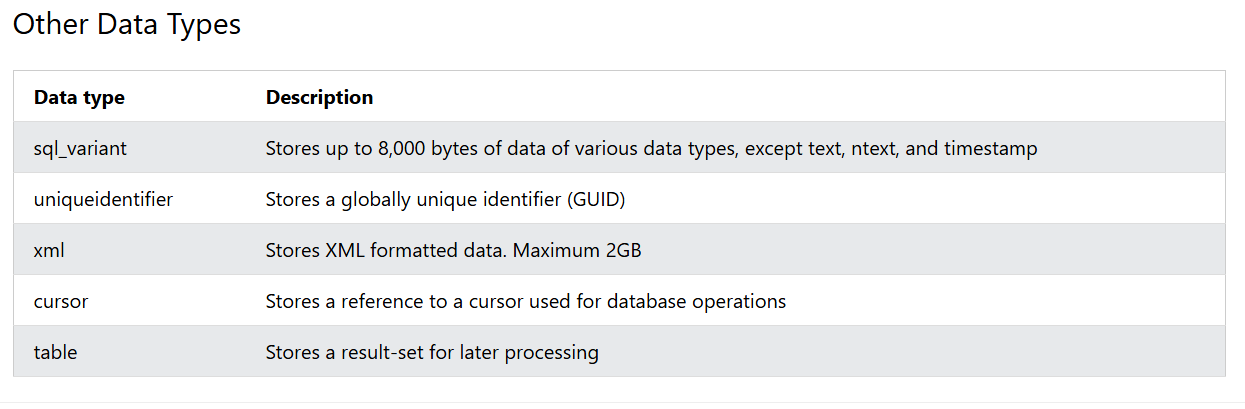 Other Data Types
Data type Description
sql_variant Stores up to 8,000 bytes of data of various data types, except text, ntext, and timestamp
uniqueidentifier Stores a globally unique identifier (GUID)
xml Stores XML formatted data. Maximum 2GB
cursor Stores a reference to a cursor used for database operations
table Stores a result-set for later processing